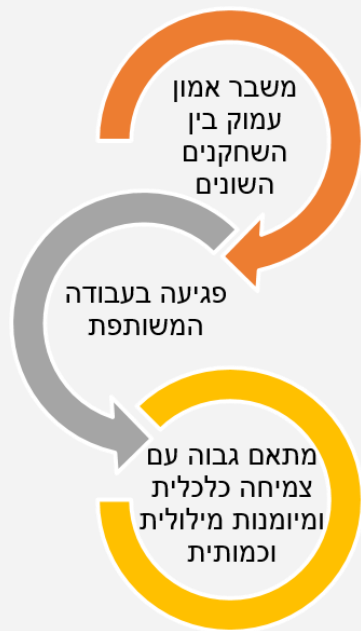 משבר אמון
עמוק בין
השחקנים
השונים
פגיעה בעבודה
המשותפת
מתאם גבוה עם
צמיחה כלכלית
ומיומנות מילולית
וכמותית